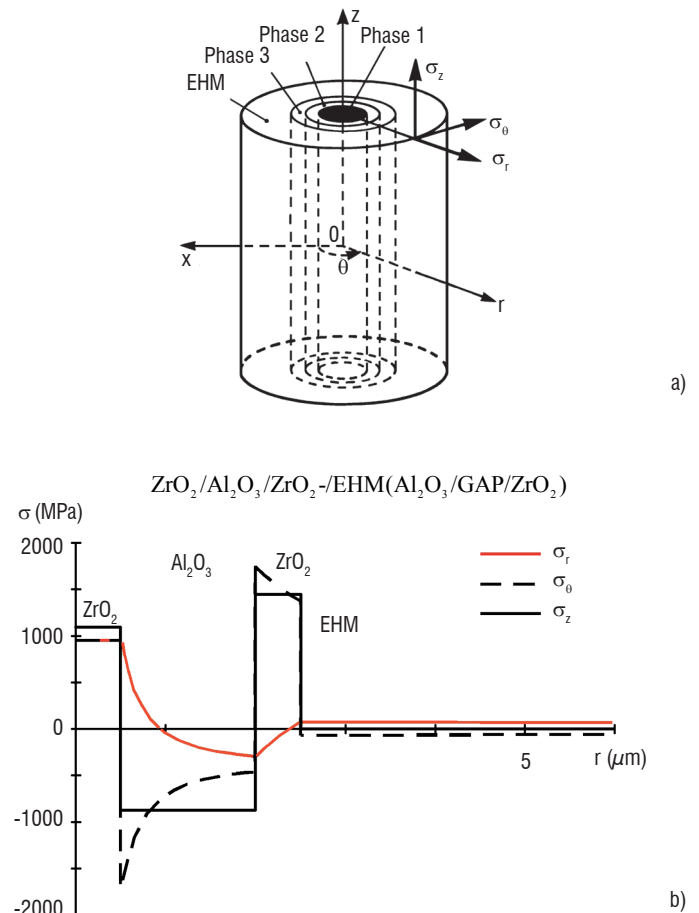 z
Phase 2
Phase 1
Phase 3
EHM
σz
σθ
σr
0
x
θ
r
a)
ZrO2/Al2O3/ZrO2-/EHM(Al2O3/GAP/ZrO2)
σ (MPa)
2000
Al2O3
ZrO2
σr
ZrO2
σθ
σz
1000
EHM
0
5
r (μm)
-1000
-2000
b)